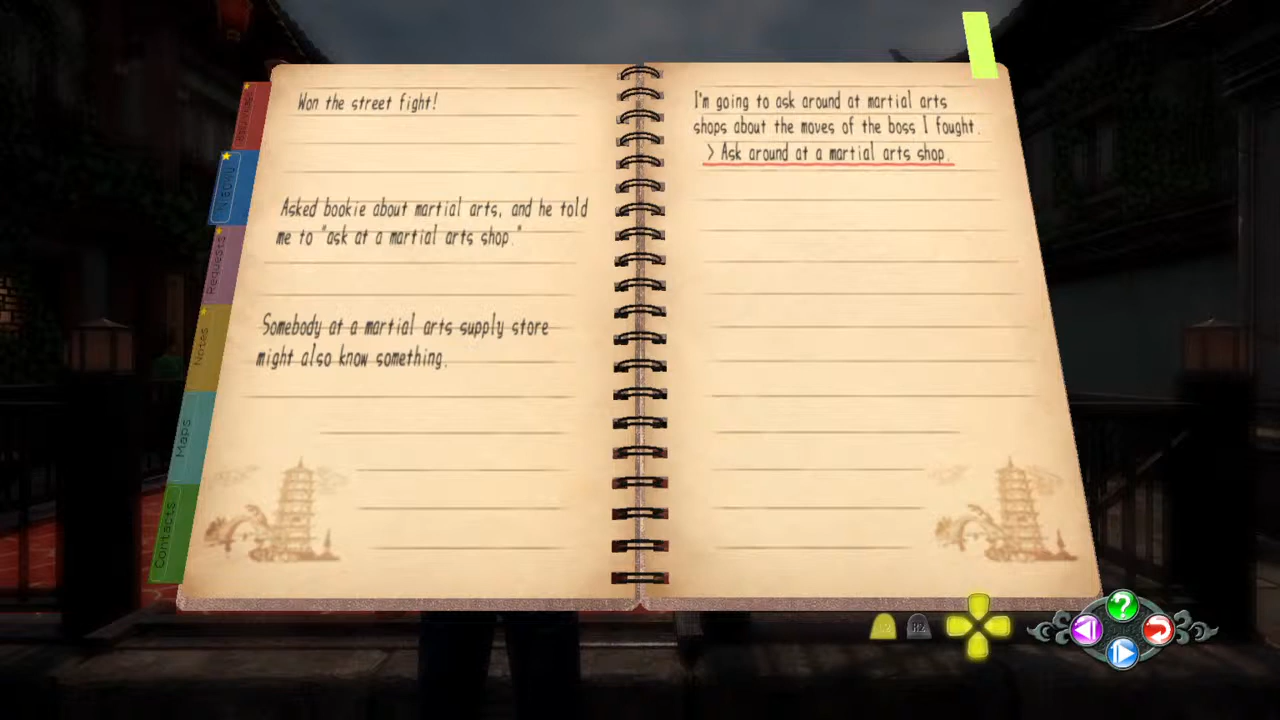 Won the street fight!
Asked bookie about martial arts, and he told
me to "ask at a martial arts shop."
Somebody at a martial arts supply store
might also know something.
I'm going to ask around at martial arts
shops about the moves of the boss I fought.
> Ask around at a martial arts shop.
Requests
Notes
Maps
Contacts
R2
?